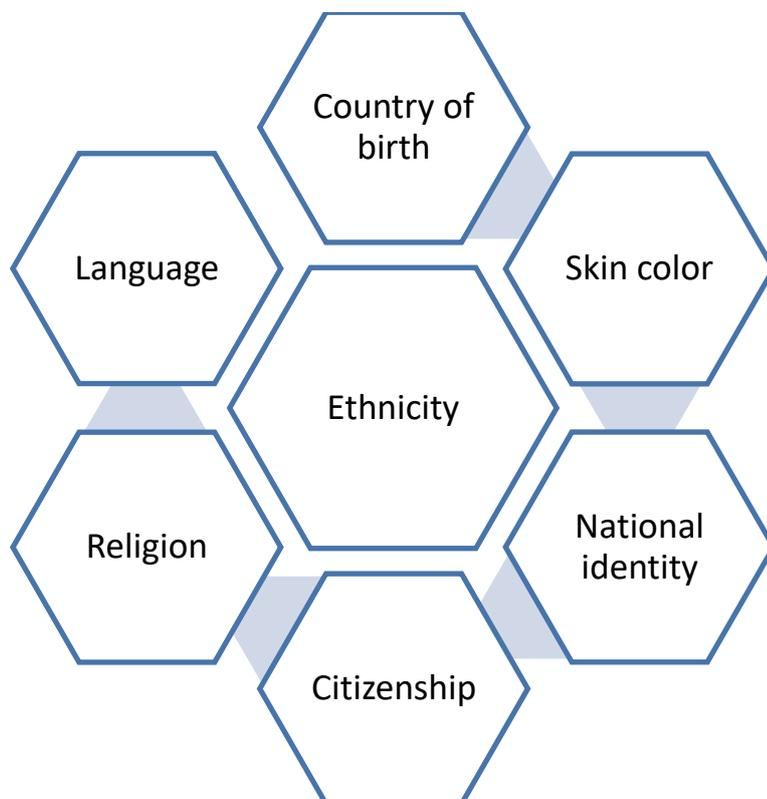 Country of
birth
Language
Skin color
Ethnicity
Religion
National
identity
Citizenship